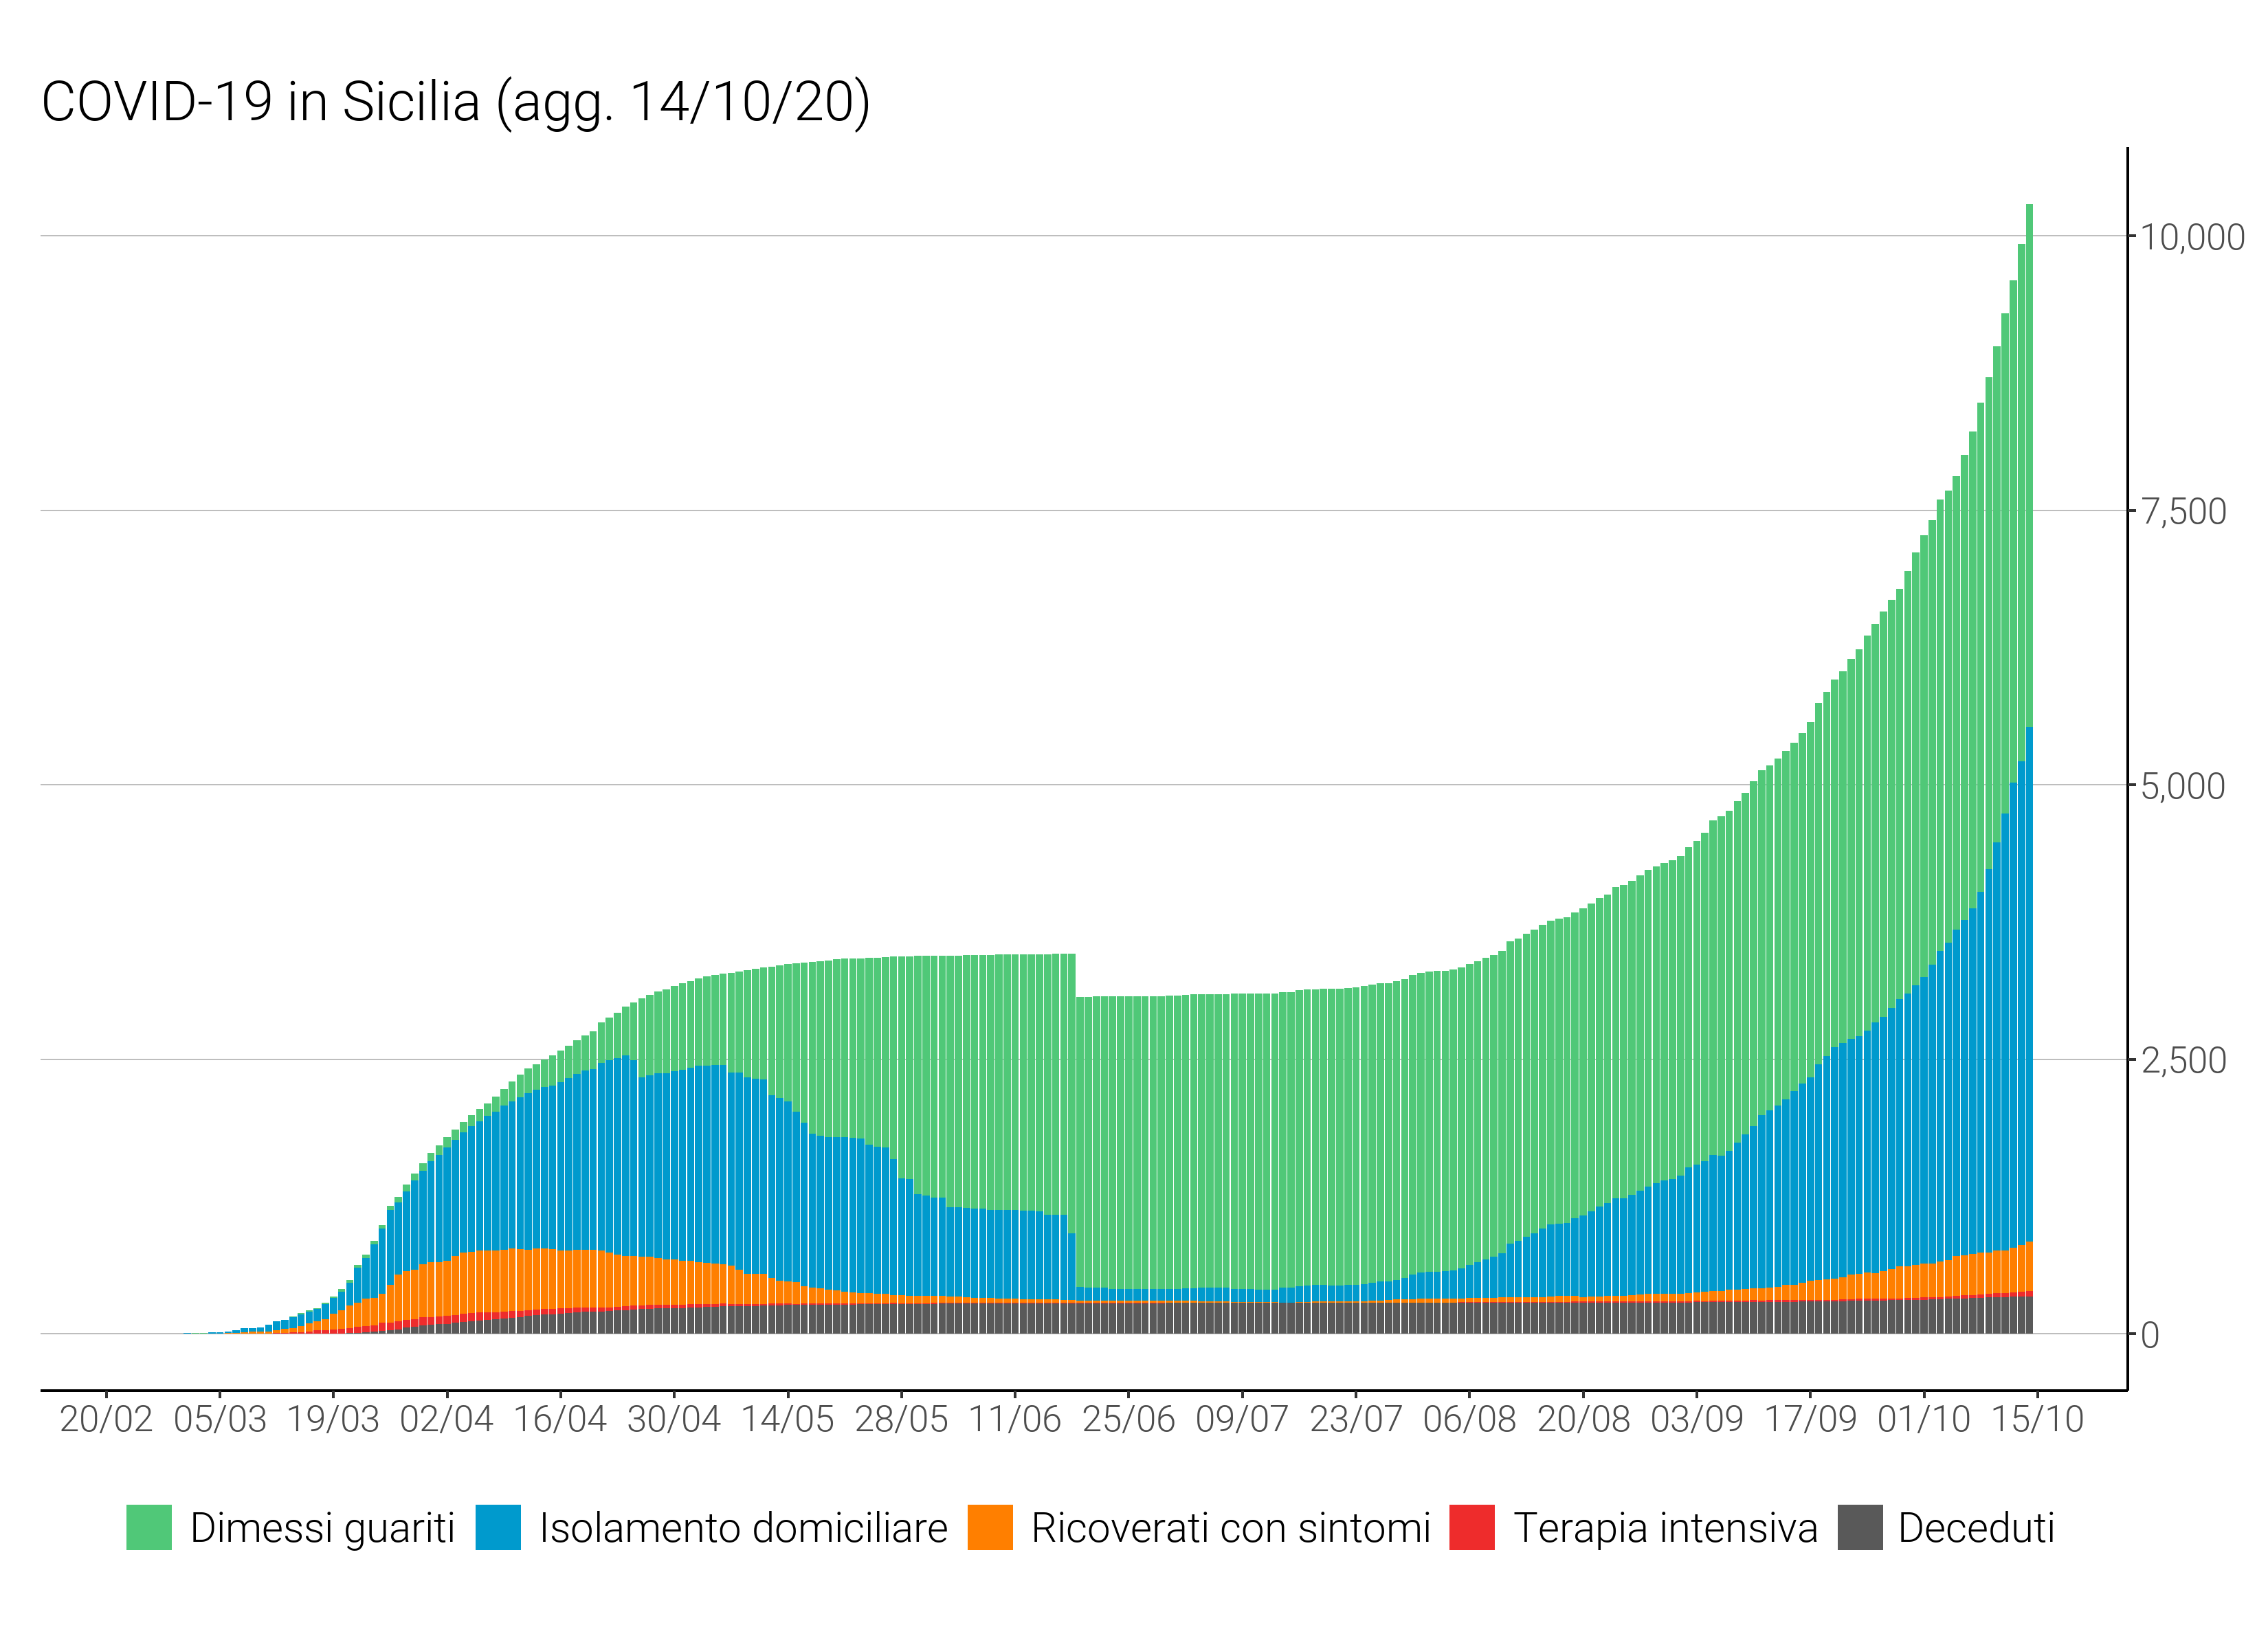 COVID-19 in Sicilia (agg. 14/10/20)
10,000
7,500
5,000
2,500
0
20/02 05/03 19/03 02/04 16/04 30/04 14/05 28/05 11/06 25/06 09/07 23/07 06/08 20/08 03/09 17/09 01/10 15/10
Dimessi guariti Isolamento domiciliare Ricoverati con sintomi Terapia intensiva Deceduti